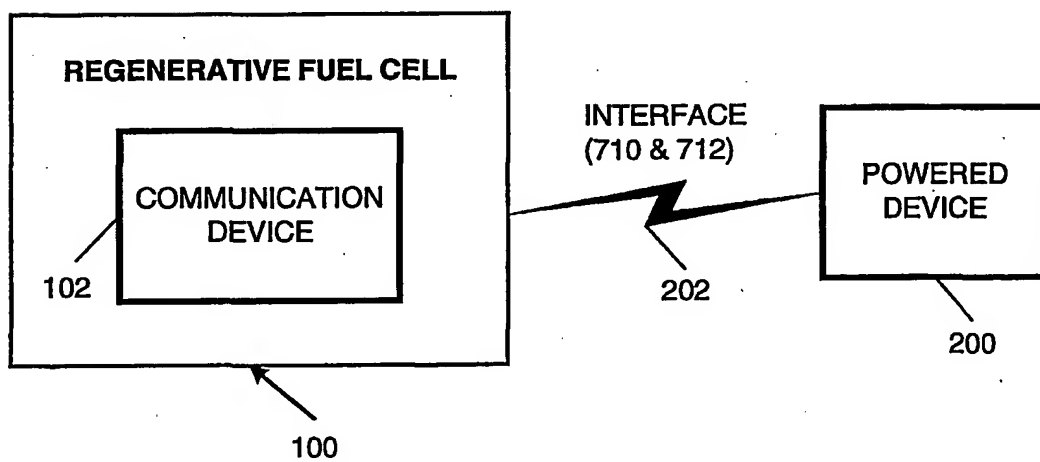 REGENERATIVE FUEL CELL
COMMUNICATION
DEVICE
102
100
INTERFACE
(710 & 712)
202
POWERED
DEVICE
200